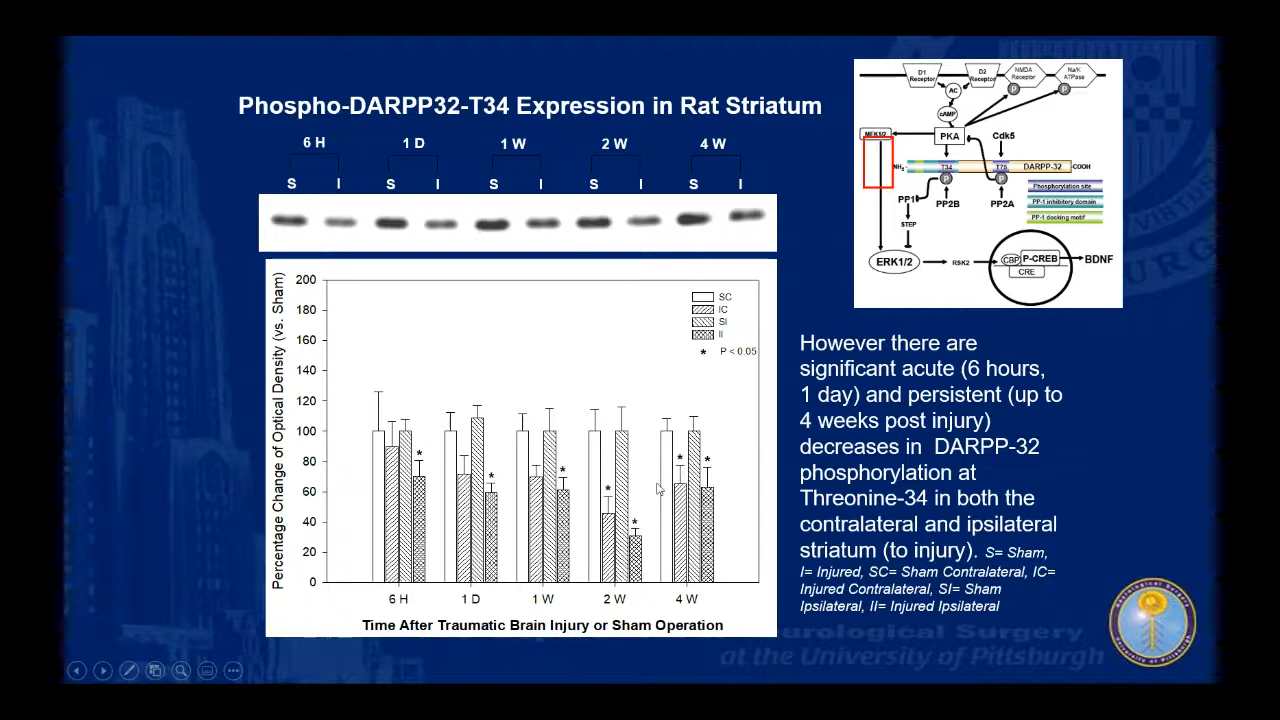 Phospho-DARPP32-T34 Expression in Rat Striatum
6 H 1 D 1 W 2 W 4 W
S I S I S I S I S I
Percentage Change of Optical Density (vs. Sham)
200
180
160
140
120
100
80
60
40
20
0
SC
IC
SI
II
* P < 0.05
* * * * * * *
6 H 1 D 1 W 2 W 4 W
Time After Traumatic Brain Injury or Sham Operation
D1 Receptor
D2 Receptor
NMDA Receptor
Na/K ATPase
AC
P
P
cAMP
MEK1/2
PKA
Cdk5
NH2-
T34
T75
DARPP-32
-COOH
P
P
PP1
PP2B
PP2A
Phosphorylation site
PP-1 inhibitory domain
PP-1 docking motif
STEP
ERK1/2
RSK2
CBP
P-CREB
BDNF
CRE
However there are
significant acute (6 hours,
1 day) and persistent (up to
4 weeks post injury)
decreases in DARPP-32
phosphorylation at
Threonine-34 in both the
contralateral and ipsilateral
striatum (to injury). S= Sham,
I= Injured, SC= Sham Contralateral, IC=
Injured Contralateral, SI= Sham
Ipsilateral, II= Injured Ipsilateral
urological Surgery
at the University of Pittsburgh